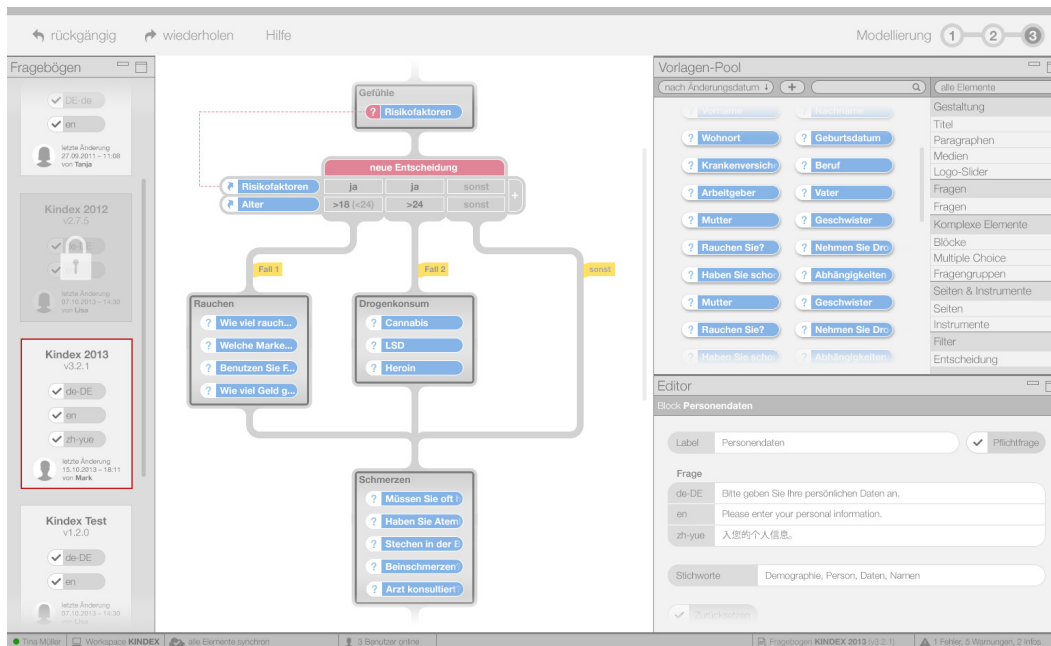 rückgängig wiederholen Hilfe Modellierung 1 2 3
Fragebögen
DE-de
en
letzte Änderung
27.09.2011 – 11:08
von Tanja
Kindex 2012
v2.7.5
de-DE
letzte Änderung
07.10.2013 – 14:39
von Lisa
Kindex 2013
v3.2.1
de-DE
en
zh-yue
letzte Änderung
15.10.2013 – 18:11
von Mark
Kindex Test
v1.2.0
de-DE
en
letzte Änderung
07.10.2013 – 14:39
von Lisa
Gefühle
? Risikofaktoren
neue Entscheidung
Risikofaktoren ja ja sonst
Alter >18 (<24) >24 sonst
+
Fall 1 Fall 2 sonst
Rauchen
? Wie viel rauch...
? Welche Marke...
? Benutzen Sie F...
? Wie viel Geld g...
Drogenkonsum
? Cannabis
? LSD
? Heroin
Schmerzen
? Müssen Sie oft
? Haben Sie Atem
? Stechen in der B
? Beinschmerzen?
? Arzt konsultiert?
Vorlagen-Pool
nach Änderungsdatum ↓ + alle Elemente
? Wohnort ? Geburtsdatum
? Krankenversich ? Beruf
? Arbeitgeber ? Vater
? Mutter ? Geschwister
? Rauchen Sie? ? Nehmen Sie Dro
? Haben Sie schon ? Abhängigkeiten
? Mutter ? Geschwister
? Rauchen Sie? ? Nehmen Sie Dro
? Haben Sie schon ? Abhängigkeiten
Gestaltung
Titel
Paragraphen
Medien
Logo-Slider
Fragen
Fragen
Komplexe Elemente
Blöcke
Multiple Choice
Fragengruppen
Seiten & Instrumente
Seiten
Instrumente
Filter
Entscheidung
Editor
Block Personendaten
Label Personendaten Pflichtfrage
Frage
de-DE Bitte geben Sie Ihre persönlichen Daten an.
en Please enter your personal information.
zh-yue 入您的个人信息。
Stichworte Demographie, Person, Daten, Namen
Tina Müller Workspace KINDEX alle Elemente synchron 3 Benutzer online Fragebogen KINDEX 2013 (v3.2.1) 1 Fehler, 5 Warnungen, 2 Infos